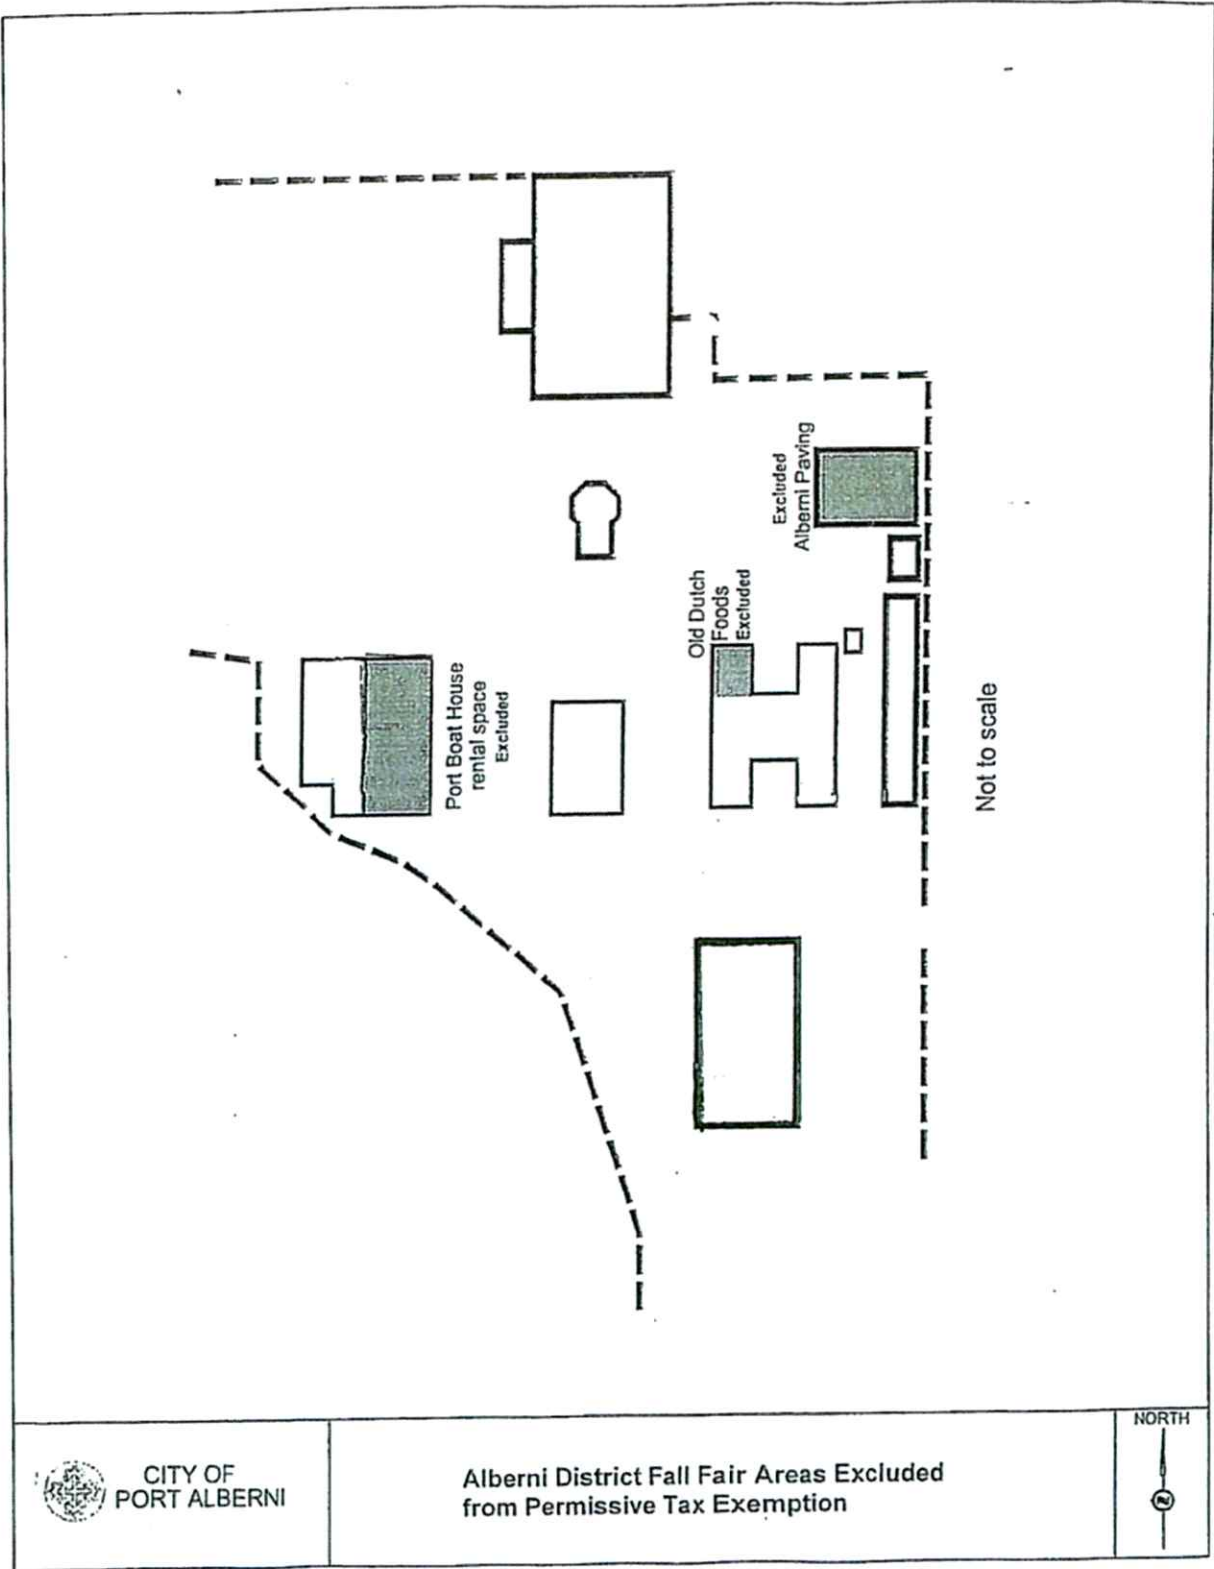 Excluded
Alberni Paving
Old Dutch
Foods
Excluded
Port Boat House
rental space
Excluded
Not to scale
CITY OF
PORT ALBERNI
Alberni District Fall Fair Areas Excluded
from Permissive Tax Exemption
NORTH
N